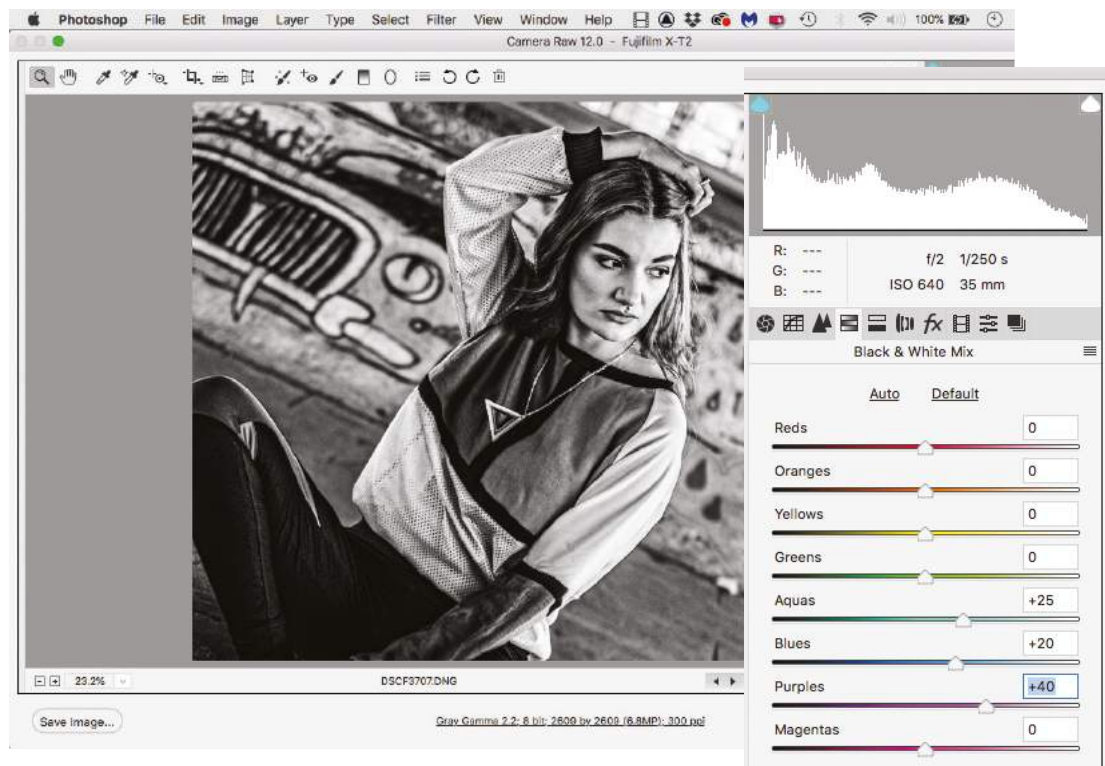 Photoshop File Edit Image Layer Type Select Filter View Window Help 100%
Camera Raw 12.0 - Fujifilm X-T2
R: ---
G: ---
B: ---
f/2 1/250 s
ISO 640 35 mm
fx
Black & White Mix
Auto Default
Reds 0
Oranges 0
Yellows 0
Greens 0
Aquas +25
Blues +20
Purples +40
Magentas 0
23.2% DSCF3707.DNG
Save Image... Gray Gamma 2.2; 8 bit; 2609 by 2609 (6.8MP); 300 ppi